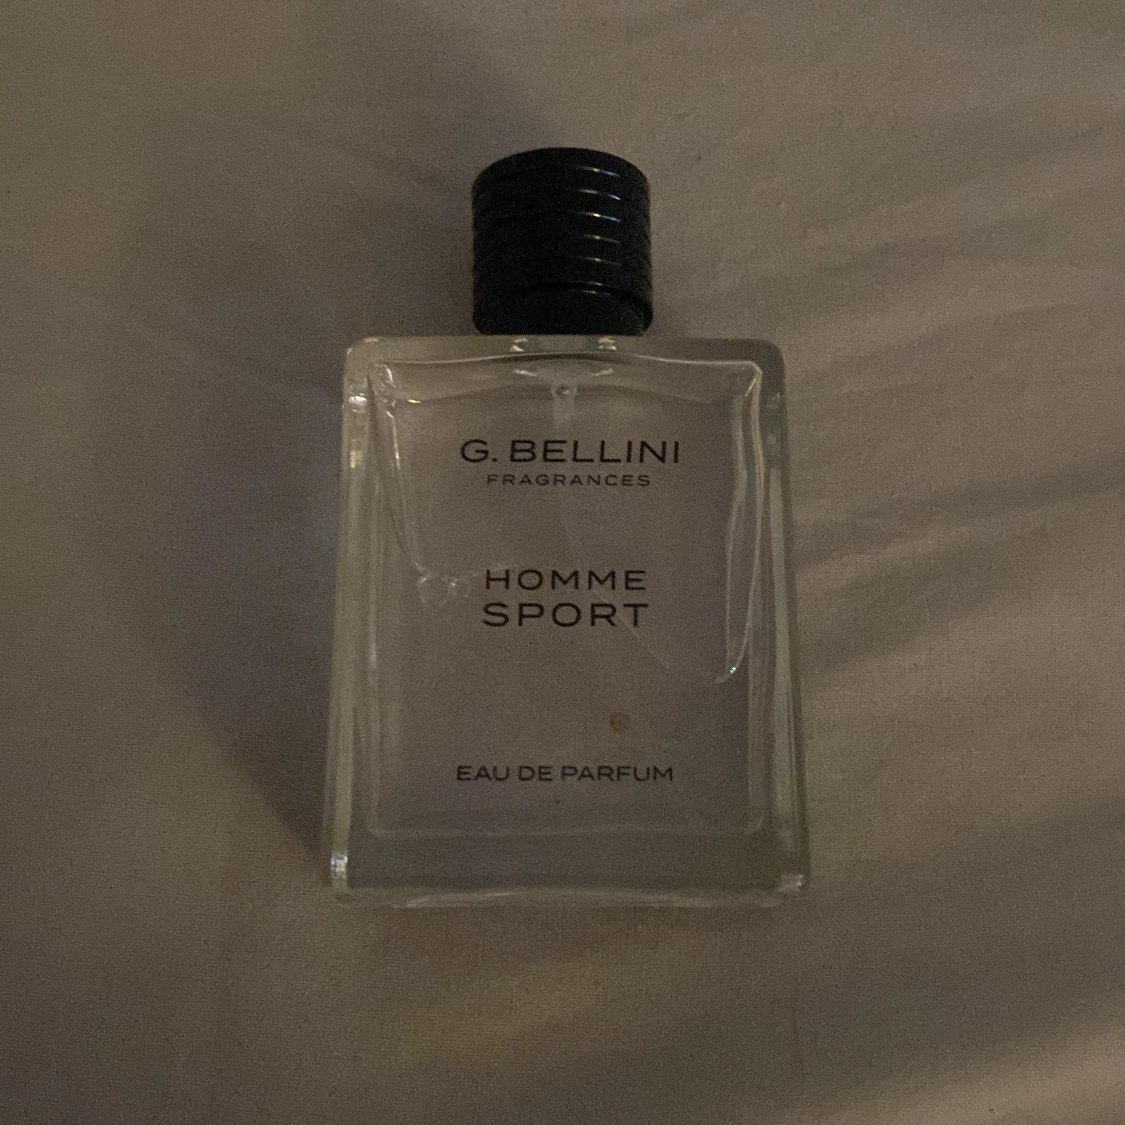 G. BELLINI
FRAGRANCES
HOMME
SPORT
EAU DE PARFUM